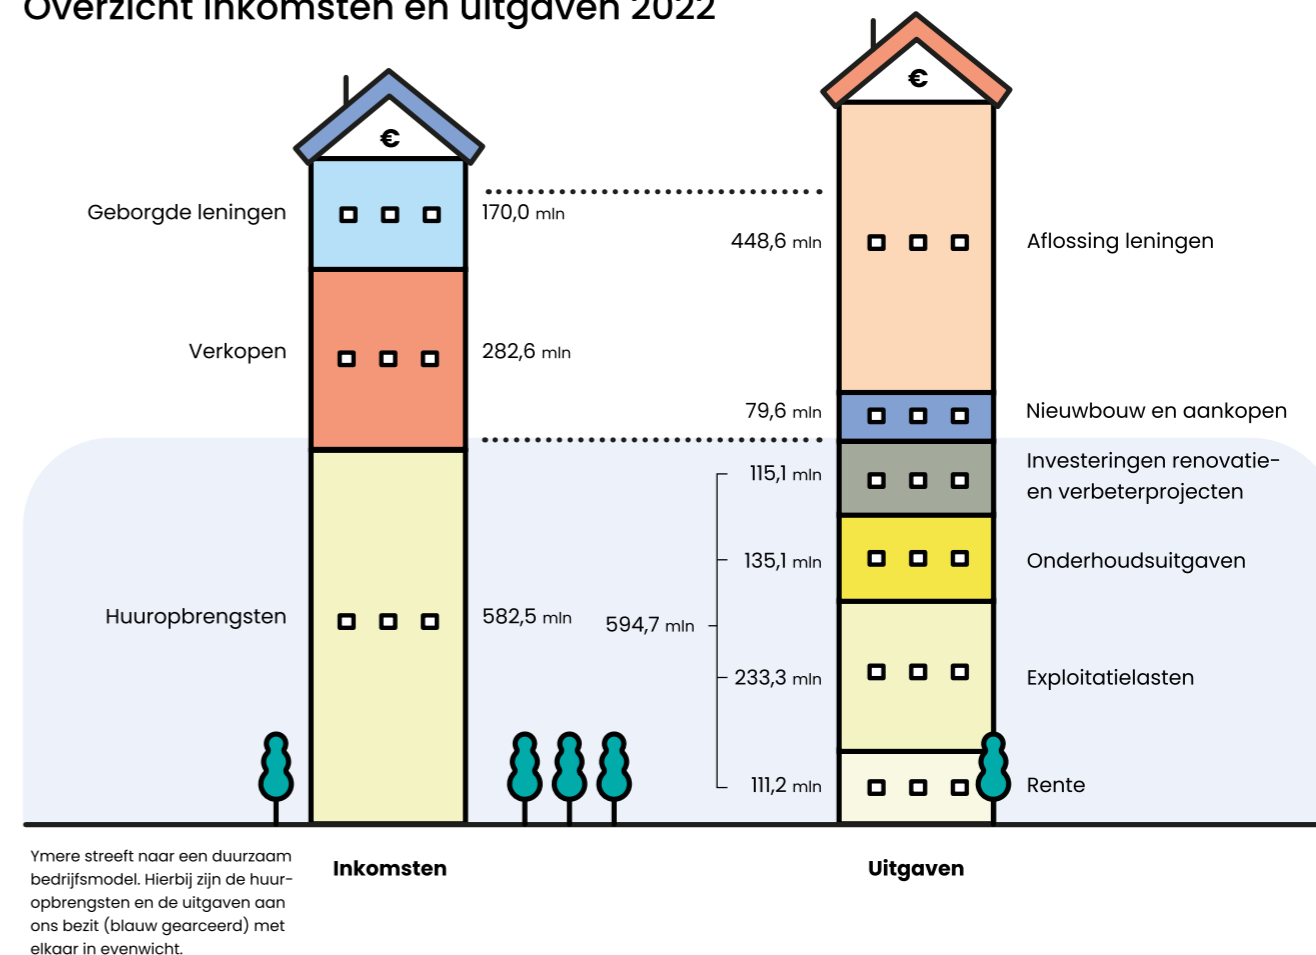 Overzicht inkomsten en uitgaven 2022
€
€
Geborgde leningen
170,0 mln
448,6 mln
Aflossing leningen
Verkopen
282,6 mln
79,6 mln
Nieuwbouw en aankopen
115,1 mln
Investeringen renovatie-
en verbeterprojecten
135,1 mln
Onderhoudsuitgaven
Huuropbrengsten
582,5 mln
594,7 mln
233,3 mln
Exploitatielasten
111,2 mln
Rente
Inkomsten
Uitgaven
Ymere streeft naar een duurzaam
bedrijfsmodel. Hierbij zijn de huur-
opbrengsten en de uitgaven aan
ons bezit (blauw gearceerd) met
elkaar in evenwicht.